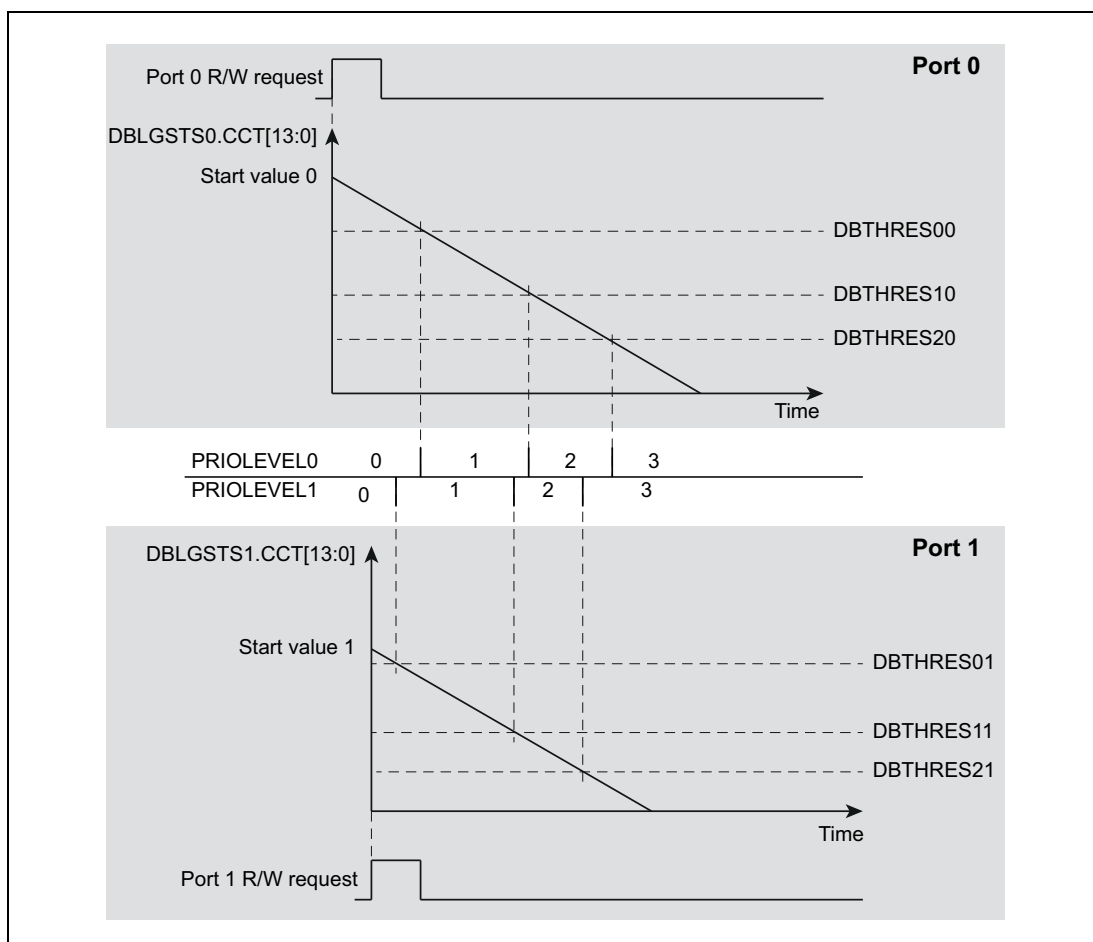 Port 0
Port 0 R/W request
DBLGSTS0.CCT[13:0]
Start value 0
DBTHRES00
DBTHRES10
DBTHRES20
Time
PRIOLEVEL0 0 1 2 3
PRIOLEVEL1 0 1 2 3
Port 1
DBLGSTS1.CCT[13:0]
Start value 1
DBTHRES01
DBTHRES11
DBTHRES21
Time
Port 1 R/W request